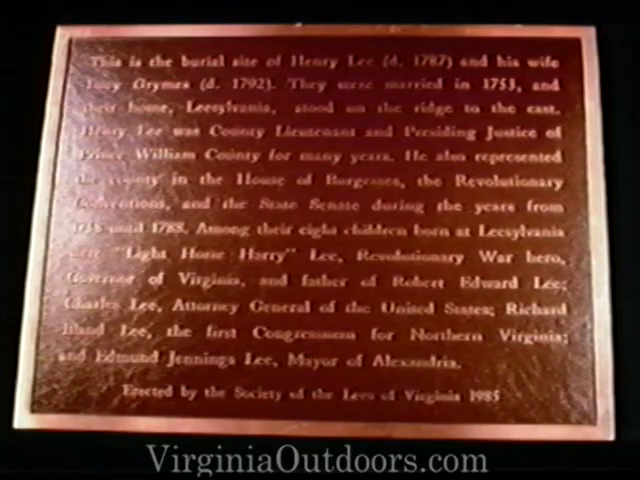 This is the burial site of Henry Lee (d. 1787) and his wife
Lucy Grymes (d. 1792). They were married in 1753, and
their home, Leesylvania, stood on the ridge to the east.
Henry Lee was County Lieutenant and Presiding Justice of
Prince William County for many years. He also represented
the county in the House of Burgesses, the Revolutionary
Conventions, and the State Senate during the years from
until 1788. Among their eight children born at Leesylvania
were "Light Horse Harry" Lee, Revolutionary War hero,
Governor of Virginia, and father of Robert Edward Lee;
Charles Lee, Attorney General of the United States; Richard
Bland Lee, the first Congressman for Northern Virginia;
and Edmund Jennings Lee, Mayor of Alexandria.
Erected by the Society of the Lees of Virginia 1985
VirginiaOutdoors.com